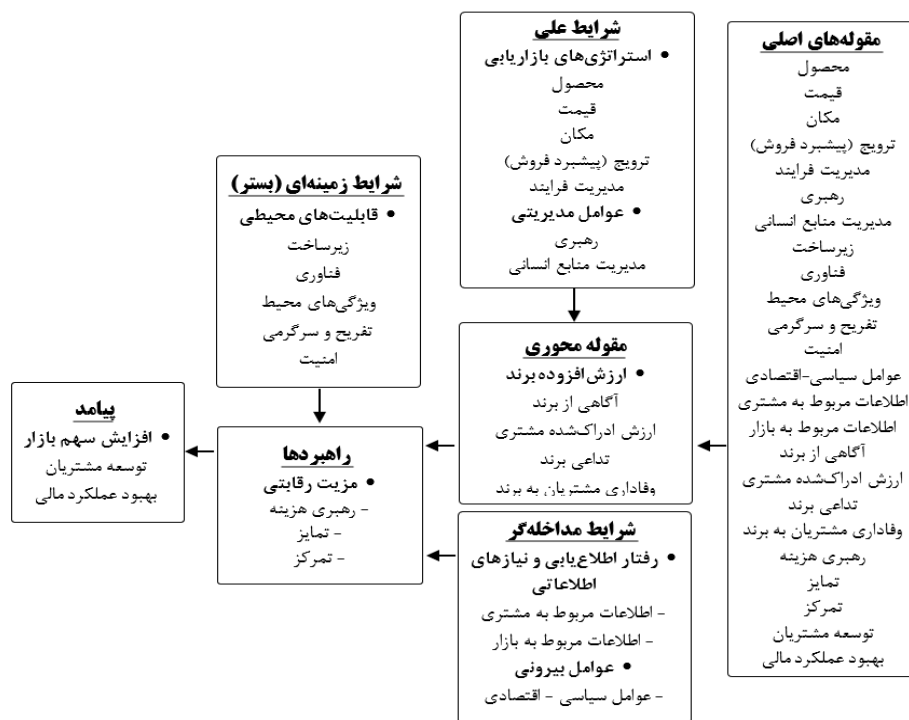 مقوله‌های اصلی
محصول
قیمت
مکان
ترویج (پیشبرد فروش)
مدیریت فرایند
رهبری
مدیریت منابع انسانی
زیرساخت
فناوری
ویژگی‌های محیط
تفریح و سرگرمی
امنیت
عوامل سیاسی-اقتصادی
اطلاعات مربوط به مشتری
اطلاعات مربوط به بازار
آگاهی از برند
ارزش ادراک‌شده مشتری
تداعی برند
وفاداری مشتریان به برند
رهبری هزینه
تمایز
تمرکز
توسعه مشتریان
بهبود عملکرد مالی
شرایط علی
• استراتژی‌های بازاریابی
محصول
قیمت
مکان
ترویج (پیشبرد فروش)
مدیریت فرایند
• عوامل مدیریتی
رهبری
مدیریت منابع انسانی
مقوله محوری
• ارزش‌افزوده برند
آگاهی از برند
ارزش ادراک‌شده مشتری
تداعی برند
وفاداری مشتریان به برند
شرایط مداخله‌گر
• رفتار اطلاع‌یابی و نیازهای
اطلاعاتی
- اطلاعات مربوط به مشتری
- اطلاعات مربوط به بازار
• عوامل بیرونی
- عوامل سیاسی - اقتصادی
شرایط زمینه‌ای (بستر)
• قابلیت‌های محیطی
زیرساخت
فناوری
ویژگی‌های محیط
تفریح و سرگرمی
امنیت
راهبردها
• مزیت رقابتی
- رهبری هزینه
- تمایز
- تمرکز
پیامد
• افزایش سهم بازار
توسعه مشتریان
بهبود عملکرد مالی